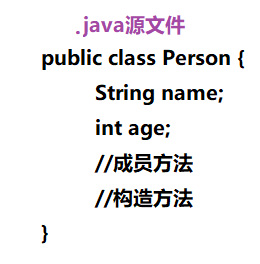 .java源文件
public class Person {
String name;
int age;
//成员方法
//构造方法
}